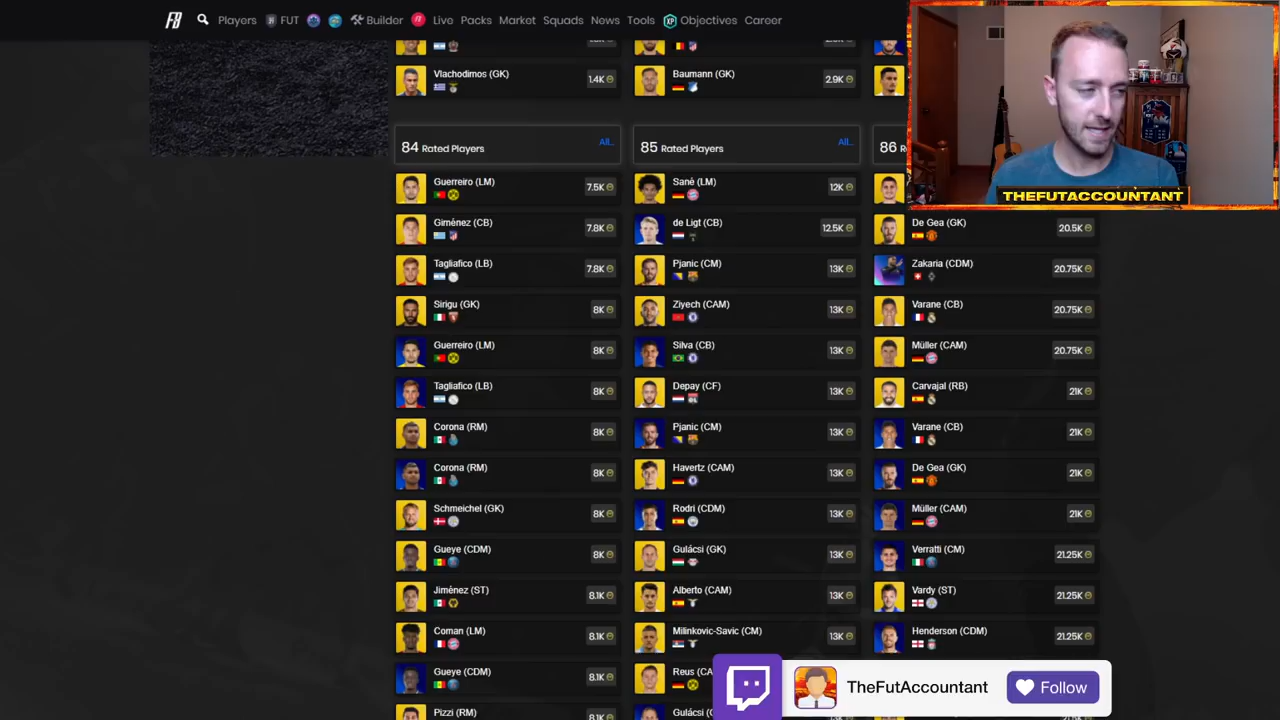 FB Players FUT Builder Live Packs Market Squads News Tools XP Objectives Career
Vlachodimos (GK) 1.4K
Baumann (GK) 2.9K
84 Rated Players All..
Guerreiro (LM) 7.5K
Giménez (CB) 7.8K
Tagliafico (LB) 7.8K
Sirigu (GK) 8K
Guerreiro (LM) 8K
Tagliafico (LB) 8K
Corona (RM) 8K
Corona (RM) 8K
Schmeichel (GK) 8K
Gueye (CDM) 8K
Jiménez (ST) 8.1K
Coman (LM) 8.1K
Gueye (CDM) 8.1K
Pizzi (RM) 8.1K
85 Rated Players All..
Sané (LM) 12K
de Ligt (CB) 12.5K
Pjanic (CM) 13K
Ziyech (CAM) 13K
Silva (CB) 13K
Depay (CF) 13K
Pjanic (CM) 13K
Havertz (CAM) 13K
Rodri (CDM) 13K
Gulácsi (GK) 13K
Alberto (CAM) 13K
Milinkovic-Savic (CM) 13K
Reus (CA
Gulácsi (G
86 Ra
De Gea (GK) 20.5K
Zakaria (CDM) 20.75K
Varane (CB) 20.75K
Müller (CAM) 20.75K
Carvajal (RB) 21K
Varane (CB) 21K
De Gea (GK) 21K
Müller (CAM) 21K
Verratti (CM) 21.25K
Vardy (ST) 21.25K
Henderson (CDM) 21.25K
THEFUTACCOUNTANT
TheFutAccountant Follow